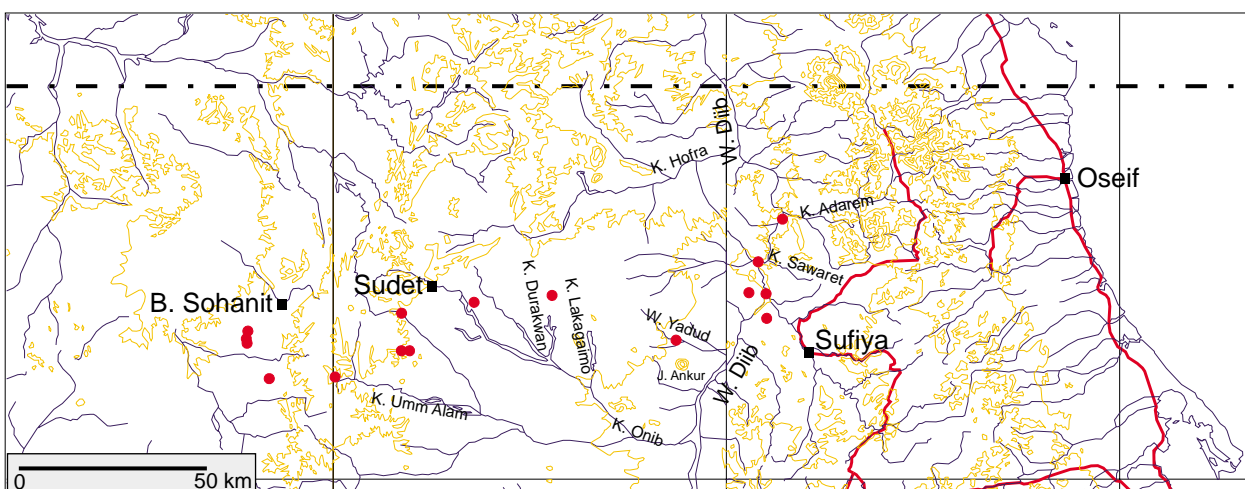 W. Diib
K. Hofra
Oseif
K. Adarem
K. Sawaret
Sudet
K. Durakwan
K. Lakagaimo
B. Sohanit
W. Yadud
Sufiya
J. Ankur
W. Diib
K. Umm Alam
K. Onib
0 50 km